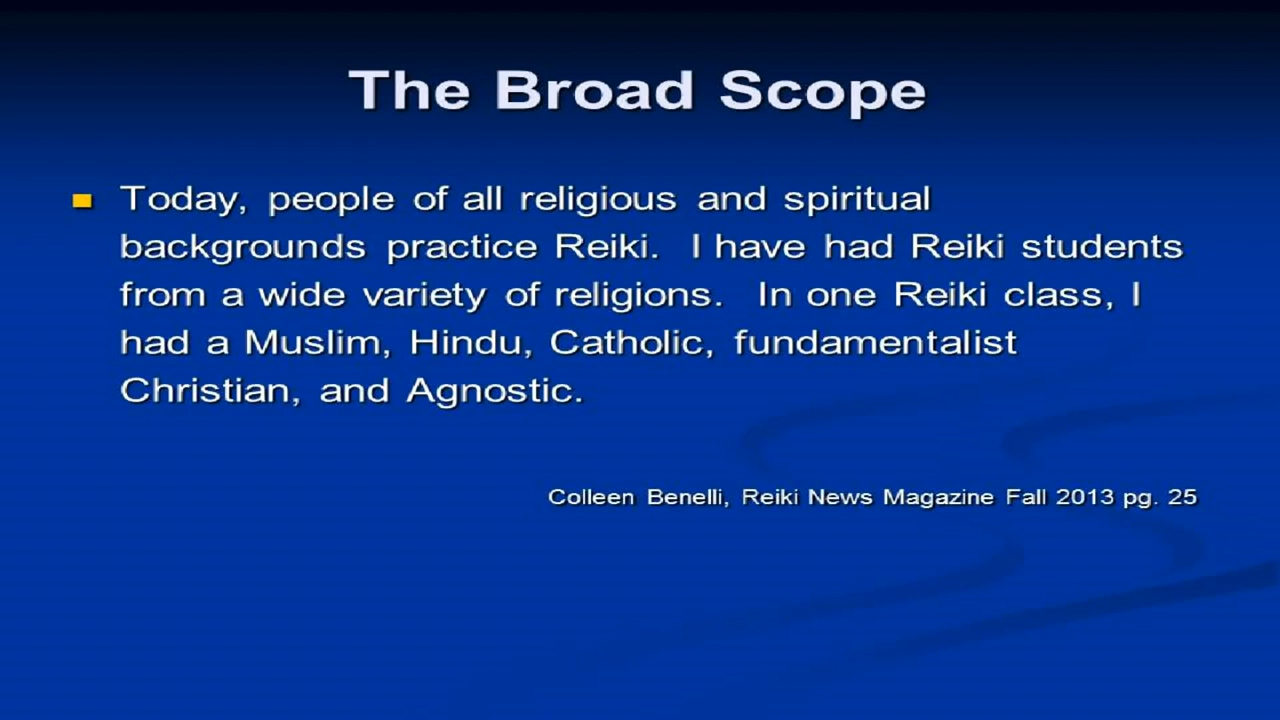 The Broad Scope
Today, people of all religious and spiritual
backgrounds practice Reiki. I have had Reiki students
from a wide variety of religions. In one Reiki class, I
had a Muslim, Hindu, Catholic, fundamentalist
Christian, and Agnostic.
Colleen Benelli, Reiki News Magazine Fall 2013 pg. 25